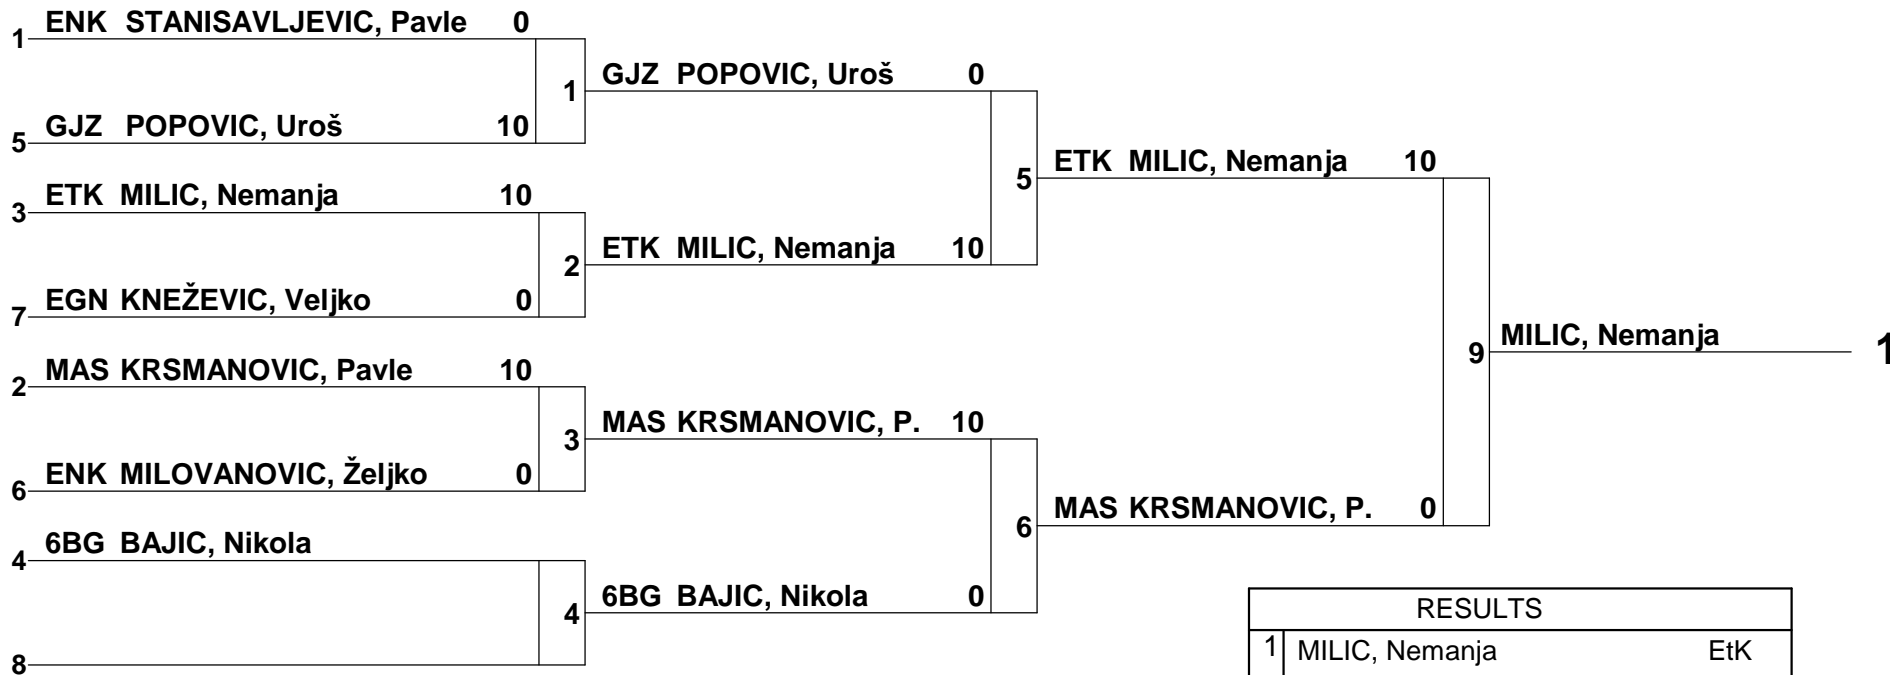 1 ENK STANISAVLJEVIC, Pavle 0
5 GJZ POPOVIC, Uroš 10
1
3 ETK MILIC, Nemanja 10
7 EGN KNEŽEVIC, Veljko 0
2
2 MAS KRSMANOVIC, Pavle 10
6 ENK MILOVANOVIC, Željko 0
3
4 6BG BAJIC, Nikola
8
4
GJZ POPOVIC, Uroš 0
ETK MILIC, Nemanja 10
5
MAS KRSMANOVIC, P. 10
6BG BAJIC, Nikola 0
6
ETK MILIC, Nemanja 10
MAS KRSMANOVIC, P. 0
9
MILIC, Nemanja 1
RESULTS
1 MILIC, Nemanja EtK